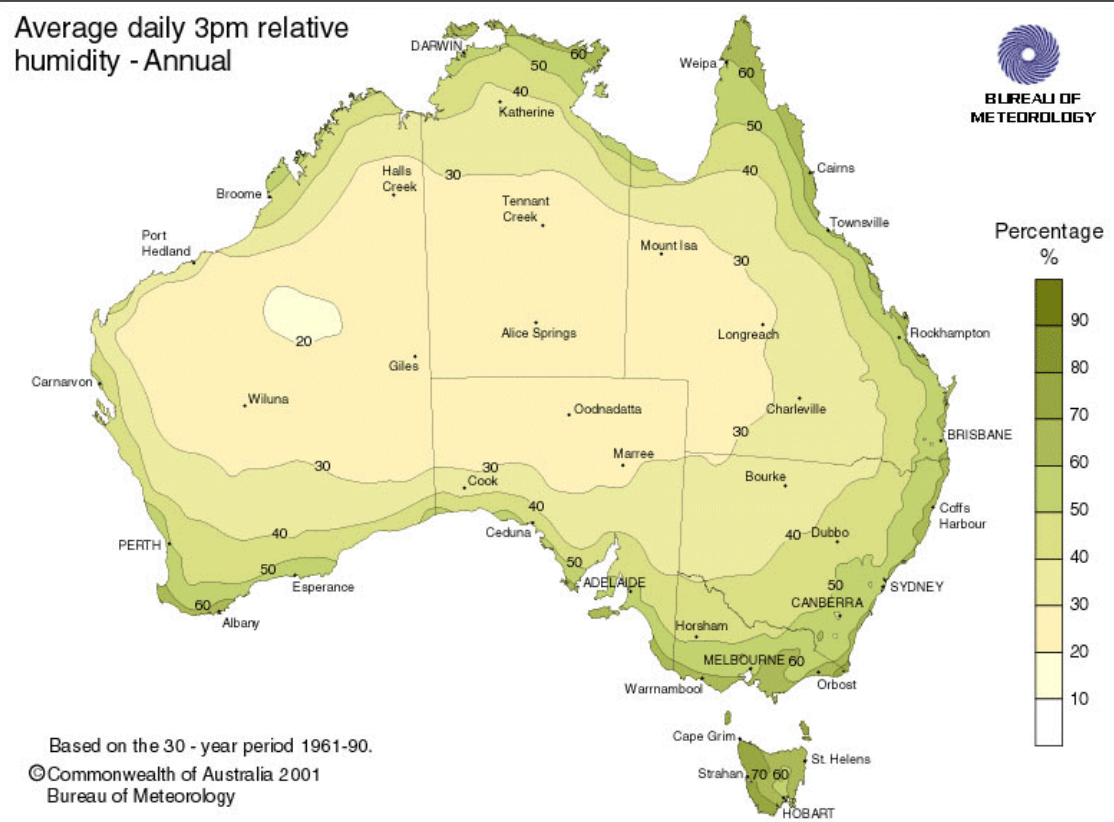 Average daily 3pm relative
humidity - Annual
DARWIN
60
50
40
Katherine
Weipa
60
50
40
BUREAU OF
METEOROLOGY
Cairns
Halls
Creek
30
Broome
Tennant
Creek
Townsville
Port
Hedland
Mount Isa
30
Percentage
%
90
80
70
60
50
40
30
20
10
20
Alice Springs
Longreach
Rockhampton
Giles
Carnarvon
Wiluna
Oodnadatta
Charleville
30
BRISBANE
Marree
30
30
Cook
Bourke
40
Coffs
Harbour
Ceduna
40
PERTH
40
Dubbo
50
Esperance
50
ADELAIDE
50
SYDNEY
CANBERRA
60
Albany
Horsham
MELBOURNE
60
Warrnambool
Orbost
Cape Grim
St. Helens
Strahan
70
60
HOBART
Based on the 30 - year period 1961-90.
© Commonwealth of Australia 2001
Bureau of Meteorology